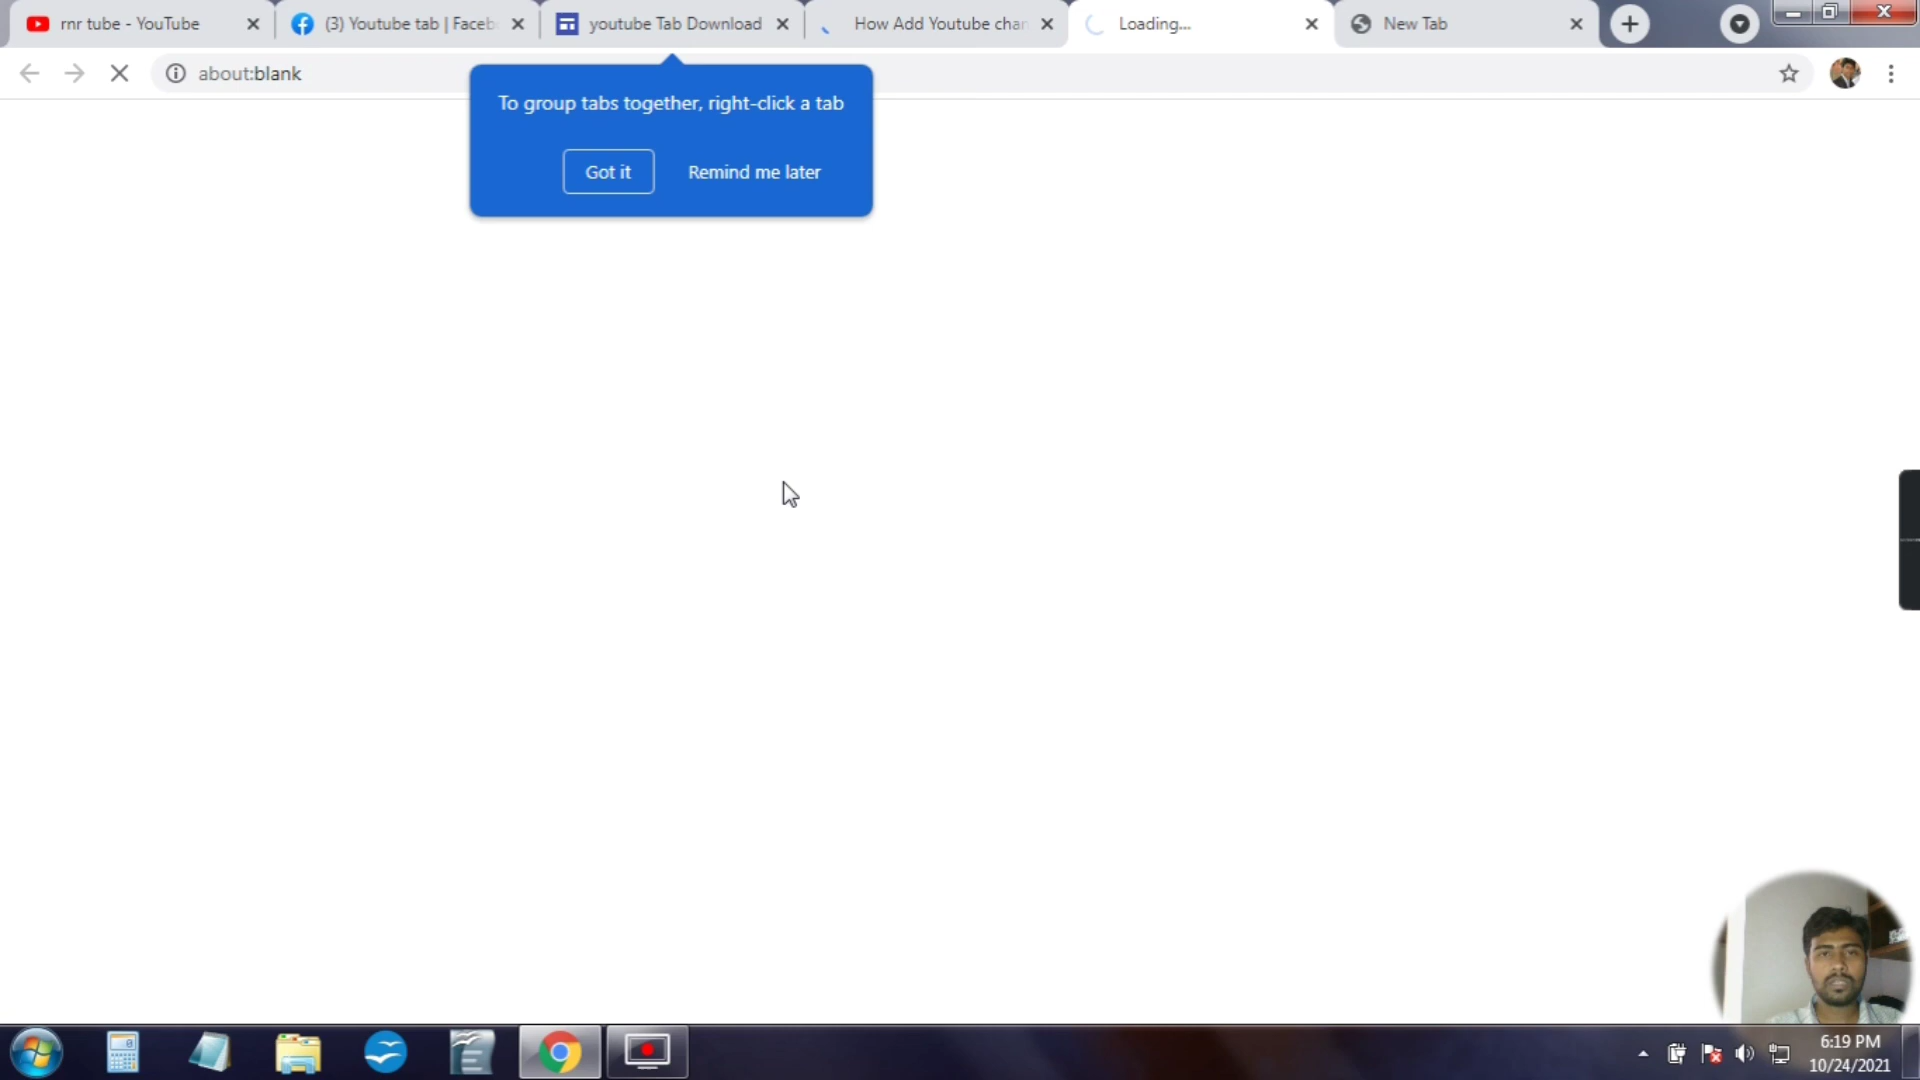 rnr tube - YouTube
(3) Youtube tab | Faceb
youtube Tab Download
How Add Youtube chan
Loading...
New Tab
about:blank
To group tabs together, right-click a tab
Got it
Remind me later
6:19 PM
10/24/2021